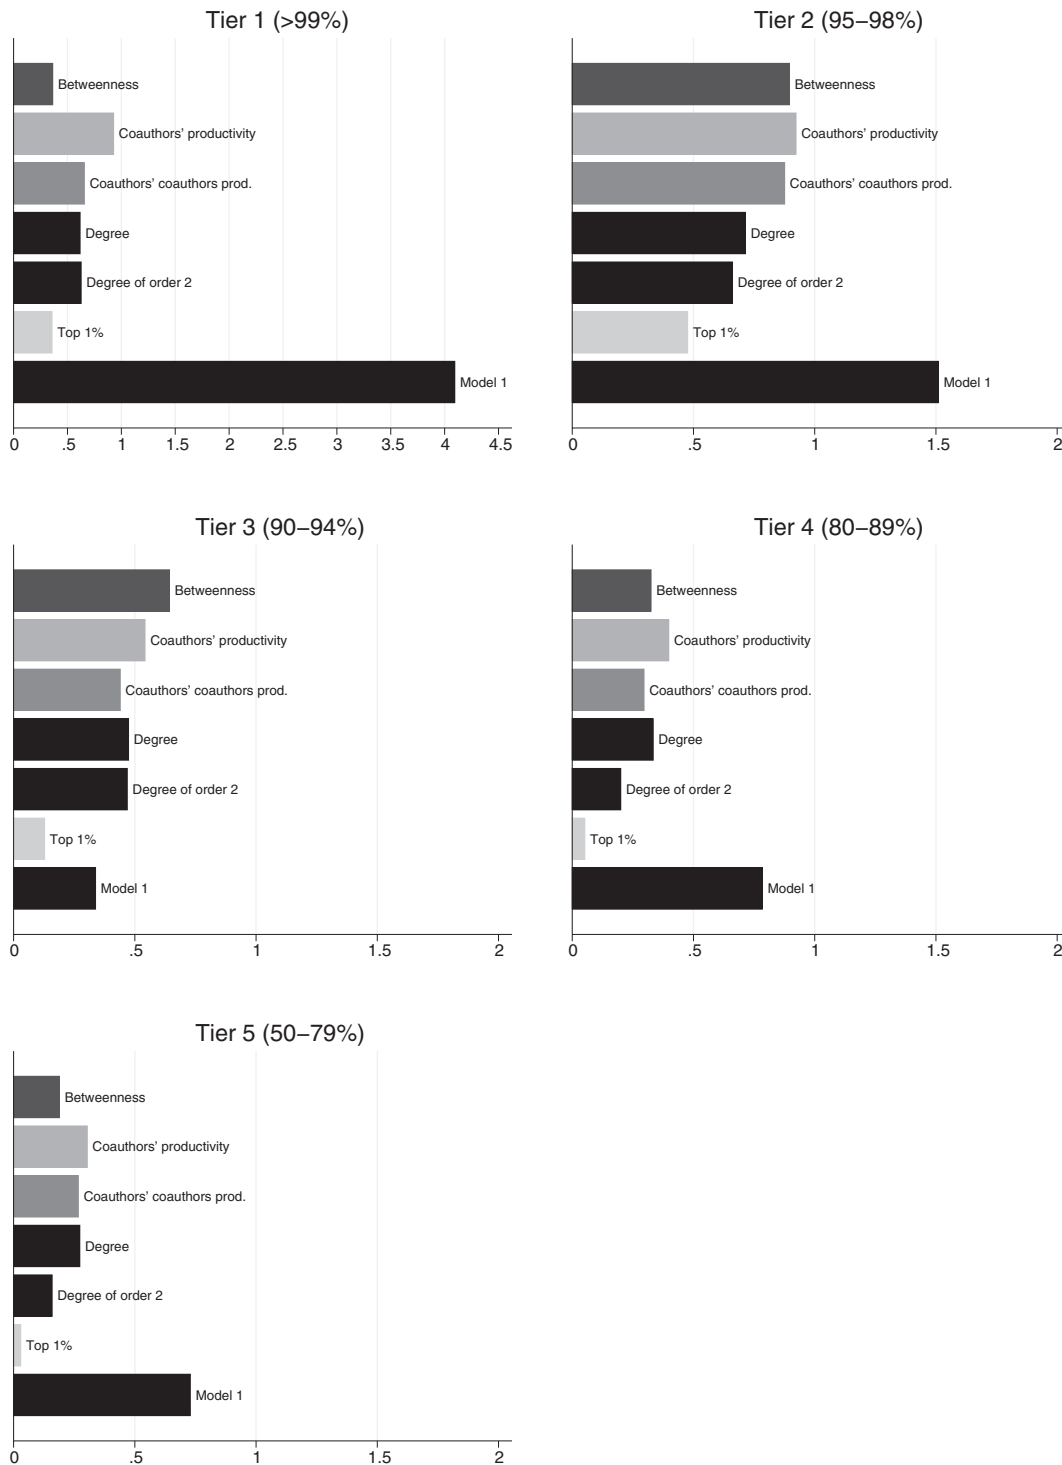 Tier 1 (>99%)
Betweenness
Coauthors' productivity
Coauthors' coauthors prod.
Degree
Degree of order 2
Top 1%
Model 1
0 .5 1 1.5 2 2.5 3 3.5 4 4.5
Tier 2 (95–98%)
Betweenness
Coauthors' productivity
Coauthors' coauthors prod.
Degree
Degree of order 2
Top 1%
Model 1
0 .5 1 1.5 2
Tier 3 (90–94%)
Betweenness
Coauthors' productivity
Coauthors' coauthors prod.
Degree
Degree of order 2
Top 1%
Model 1
0 .5 1 1.5 2
Tier 4 (80–89%)
Betweenness
Coauthors' productivity
Coauthors' coauthors prod.
Degree
Degree of order 2
Top 1%
Model 1
0 .5 1 1.5 2
Tier 5 (50–79%)
Betweenness
Coauthors' productivity
Coauthors' coauthors prod.
Degree
Degree of order 2
Top 1%
Model 1
0 .5 1 1.5 2